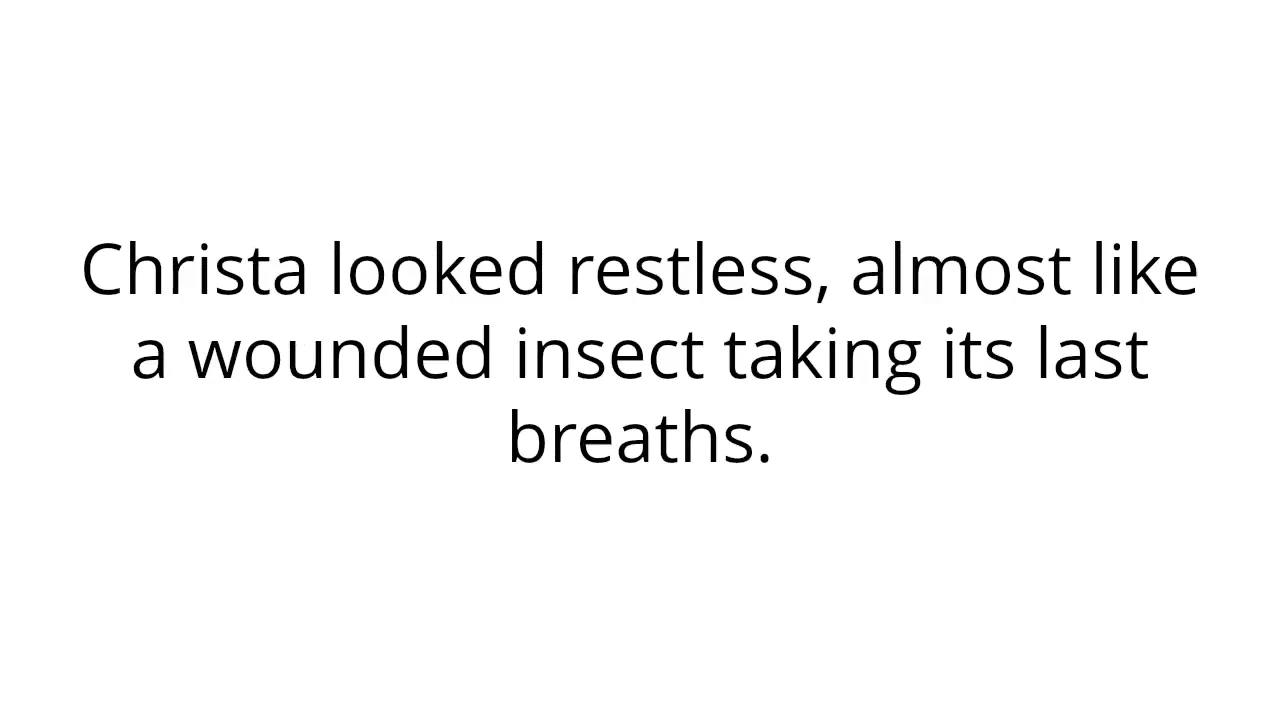 Christa looked restless, almost like
a wounded insect taking its last
breaths.